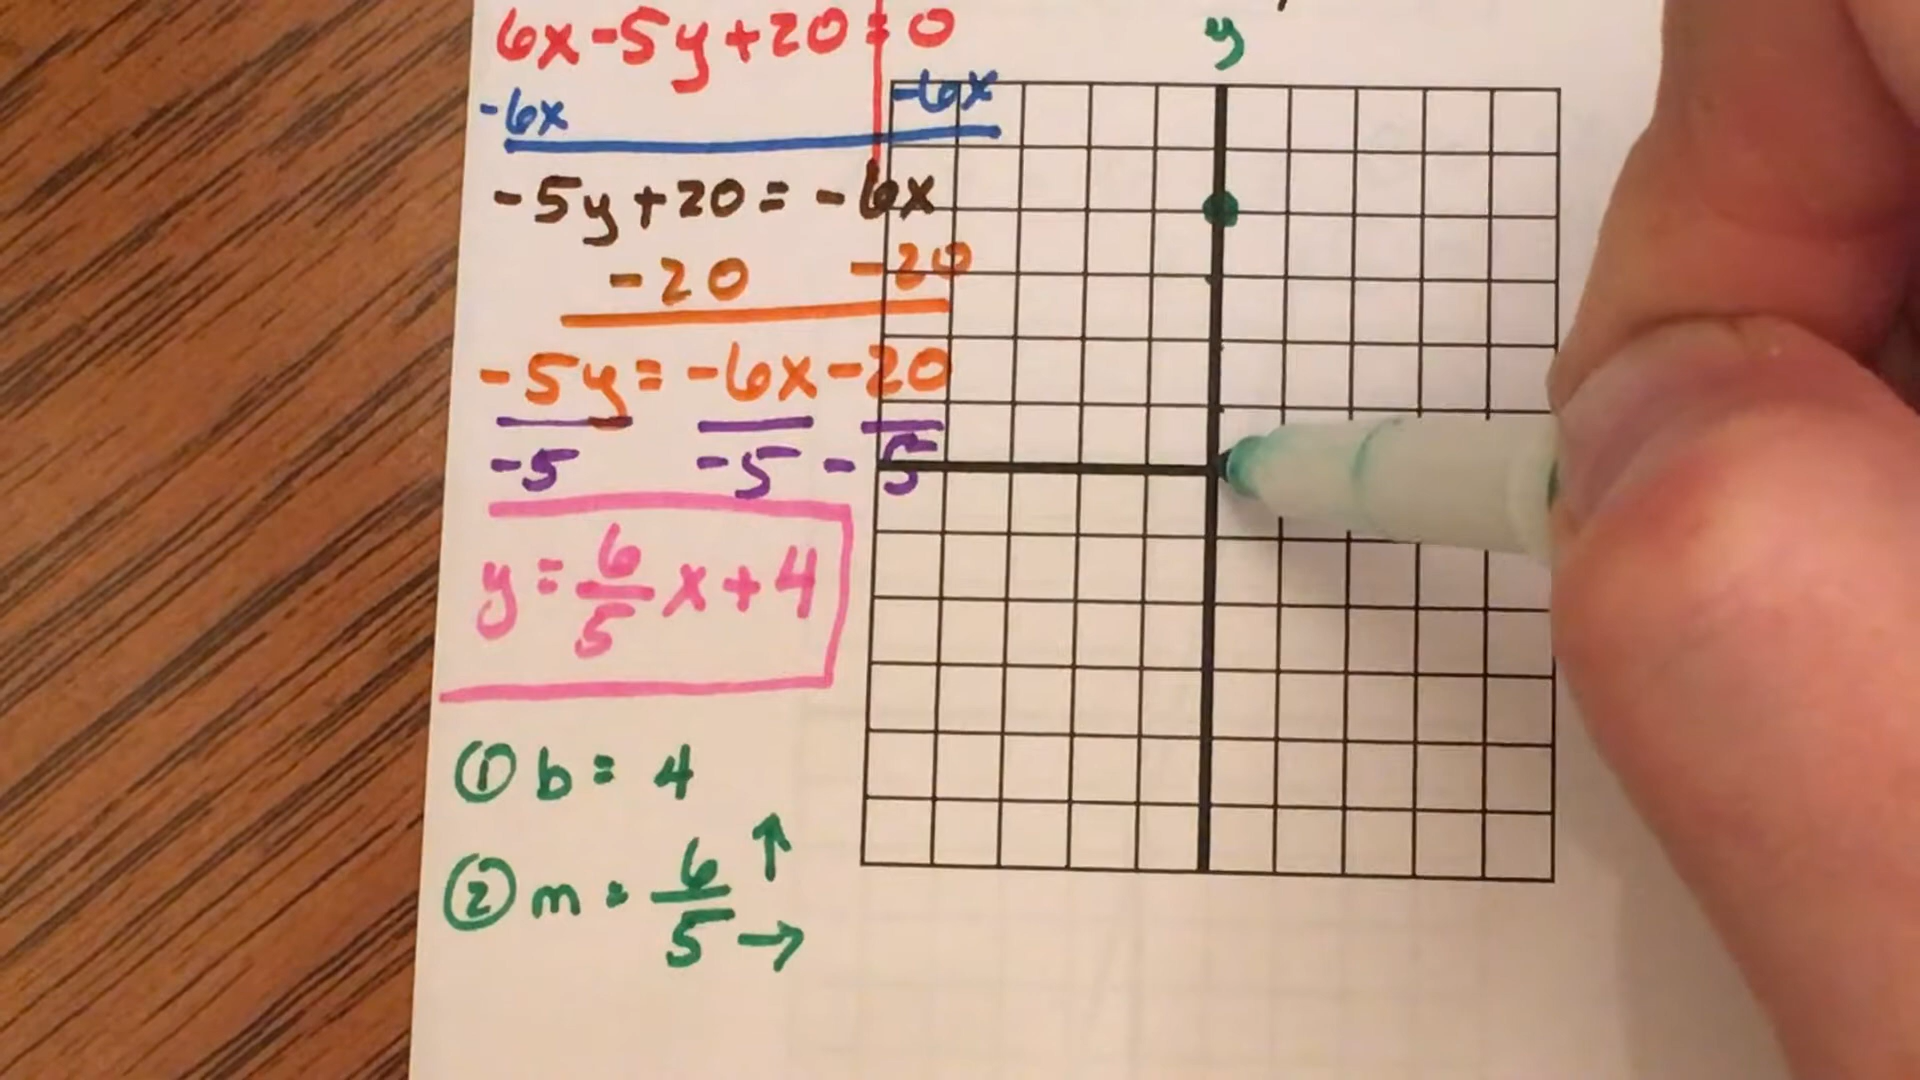 6x-5y+20=0
-6x -6x
-5y+20=-6x
-20 -20
-5y=-6x-20
-5 -5 -5
y=6/5 x+4
① b=4
② m=6/5 ↑ →
y